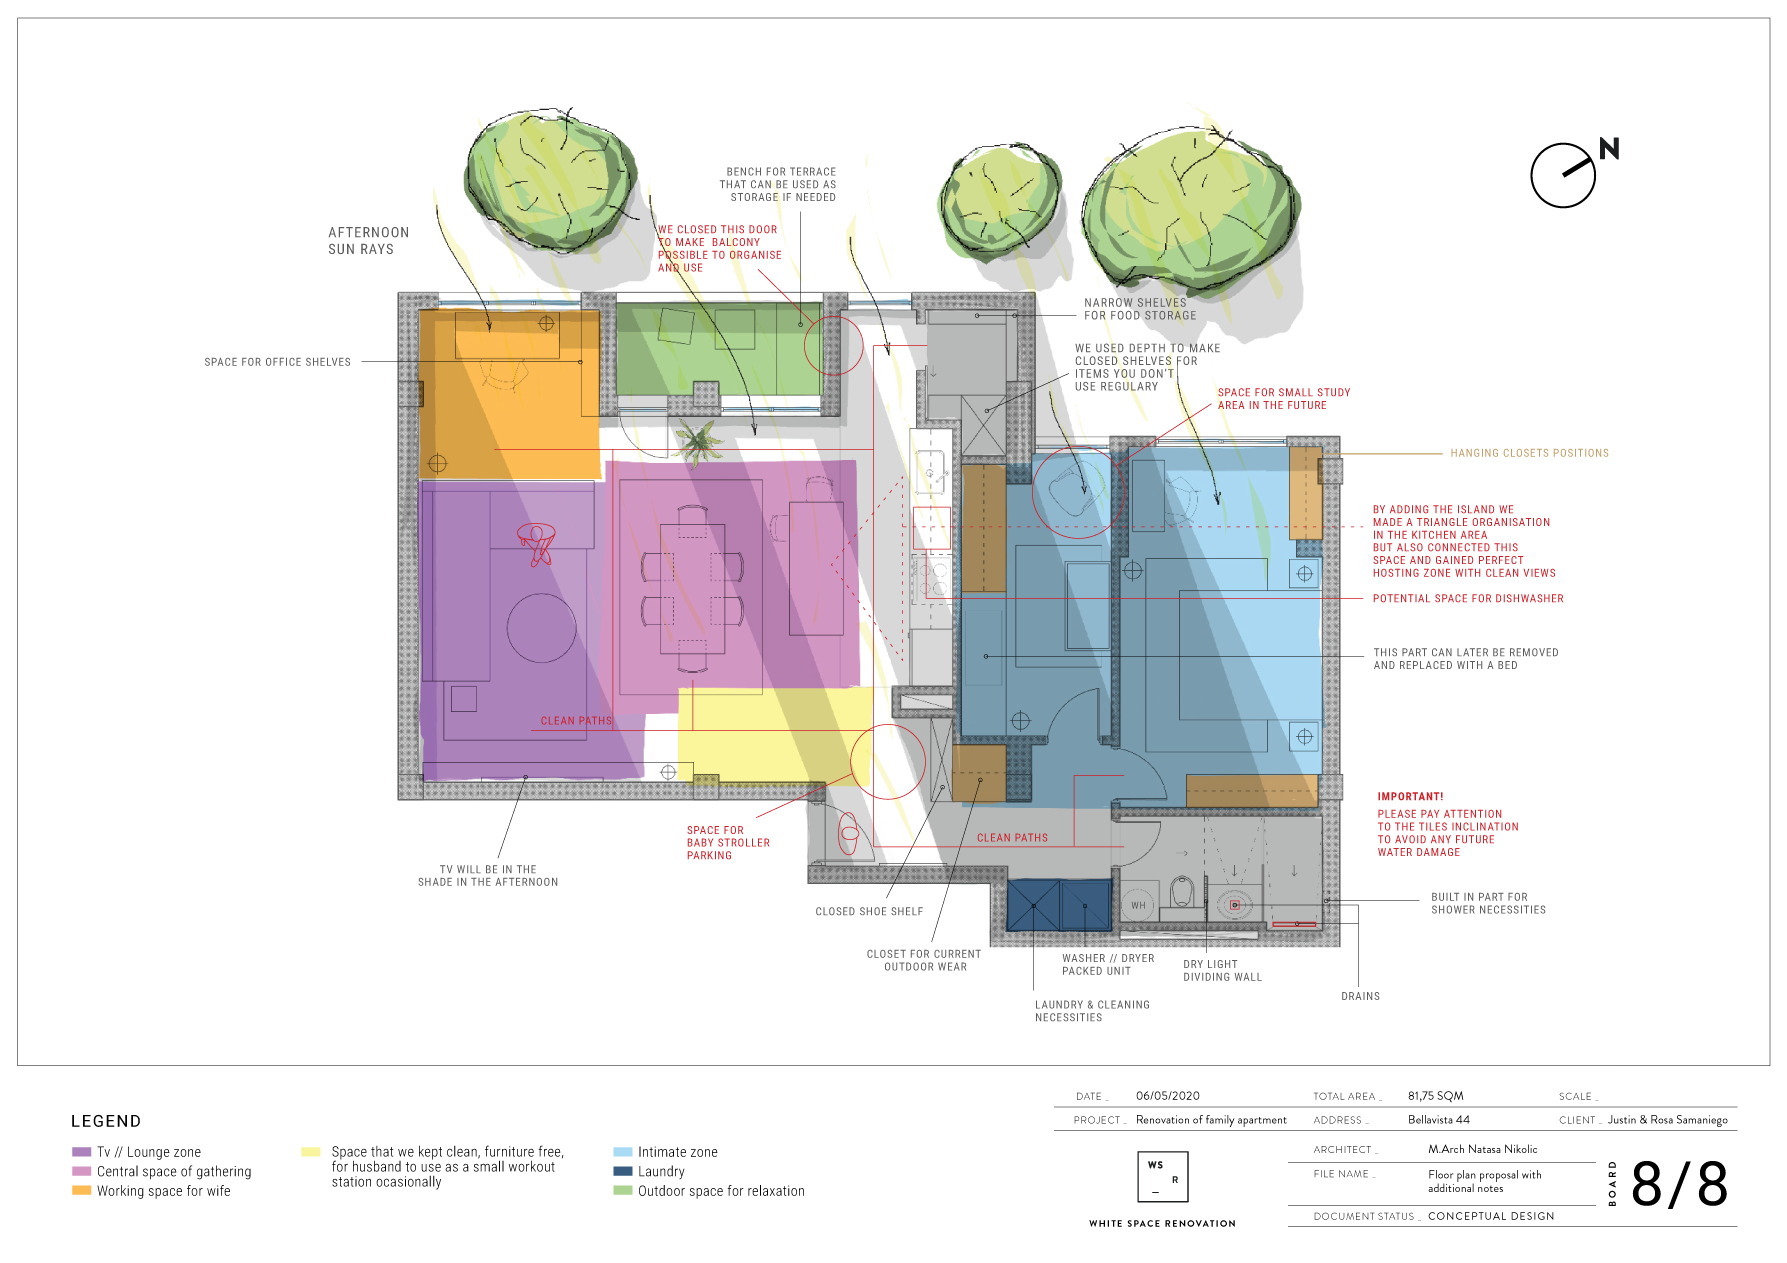 N
BENCH FOR TERRACE
THAT CAN BE USED AS
STORAGE IF NEEDED
AFTERNOON
SUN RAYS
WE CLOSED THIS DOOR
TO MAKE BALCONY
POSSIBLE TO ORGANISE
AND USE
NARROW SHELVES
FOR FOOD STORAGE
SPACE FOR OFFICE SHELVES
WE USED DEPTH TO MAKE
CLOSED SHELVES FOR
ITEMS YOU DON'T
USE REGULARY
SPACE FOR SMALL STUDY
AREA IN THE FUTURE
HANGING CLOSETS POSITIONS
BY ADDING THE ISLAND WE
MADE A TRIANGLE ORGANISATION
IN THE KITCHEN AREA
BUT ALSO CONNECTED THIS
SPACE AND GAINED PERFECT
HOSTING ZONE WITH CLEAN VIEWS
POTENTIAL SPACE FOR DISHWASHER
THIS PART CAN LATER BE REMOVED
AND REPLACED WITH A BED
CLEAN PATHS
IMPORTANT!
PLEASE PAY ATTENTION
TO THE TILES INCLINATION
TO AVOID ANY FUTURE
WATER DAMAGE
SPACE FOR
BABY STROLLER
PARKING
CLEAN PATHS
TV WILL BE IN THE
SHADE IN THE AFTERNOON
WH
BUILT IN PART FOR
SHOWER NECESSITIES
CLOSED SHOE SHELF
CLOSET FOR CURRENT
OUTDOOR WEAR
WASHER // DRYER
PACKED UNIT
DRY LIGHT
DIVIDING WALL
DRAINS
LAUNDRY & CLEANING
NECESSITIES
LEGEND
Tv // Lounge zone
Central space of gathering
Working space for wife
Space that we kept clean, furniture free,
for husband to use as a small workout
station ocasionally
Intimate zone
Laundry
Outdoor space for relaxation
DATE _ 06/05/2020
TOTAL AREA _ 81,75 SQM
SCALE _
PROJECT _ Renovation of family apartment
ADDRESS _ Bellavista 44
CLIENT _ Justin & Rosa Samaniego
WS
R
_
WHITE SPACE RENOVATION
ARCHITECT _ M.Arch Natasa Nikolic
FILE NAME _ Floor plan proposal with
additional notes
DOCUMENT STATUS _ CONCEPTUAL DESIGN
BOARD
8/8